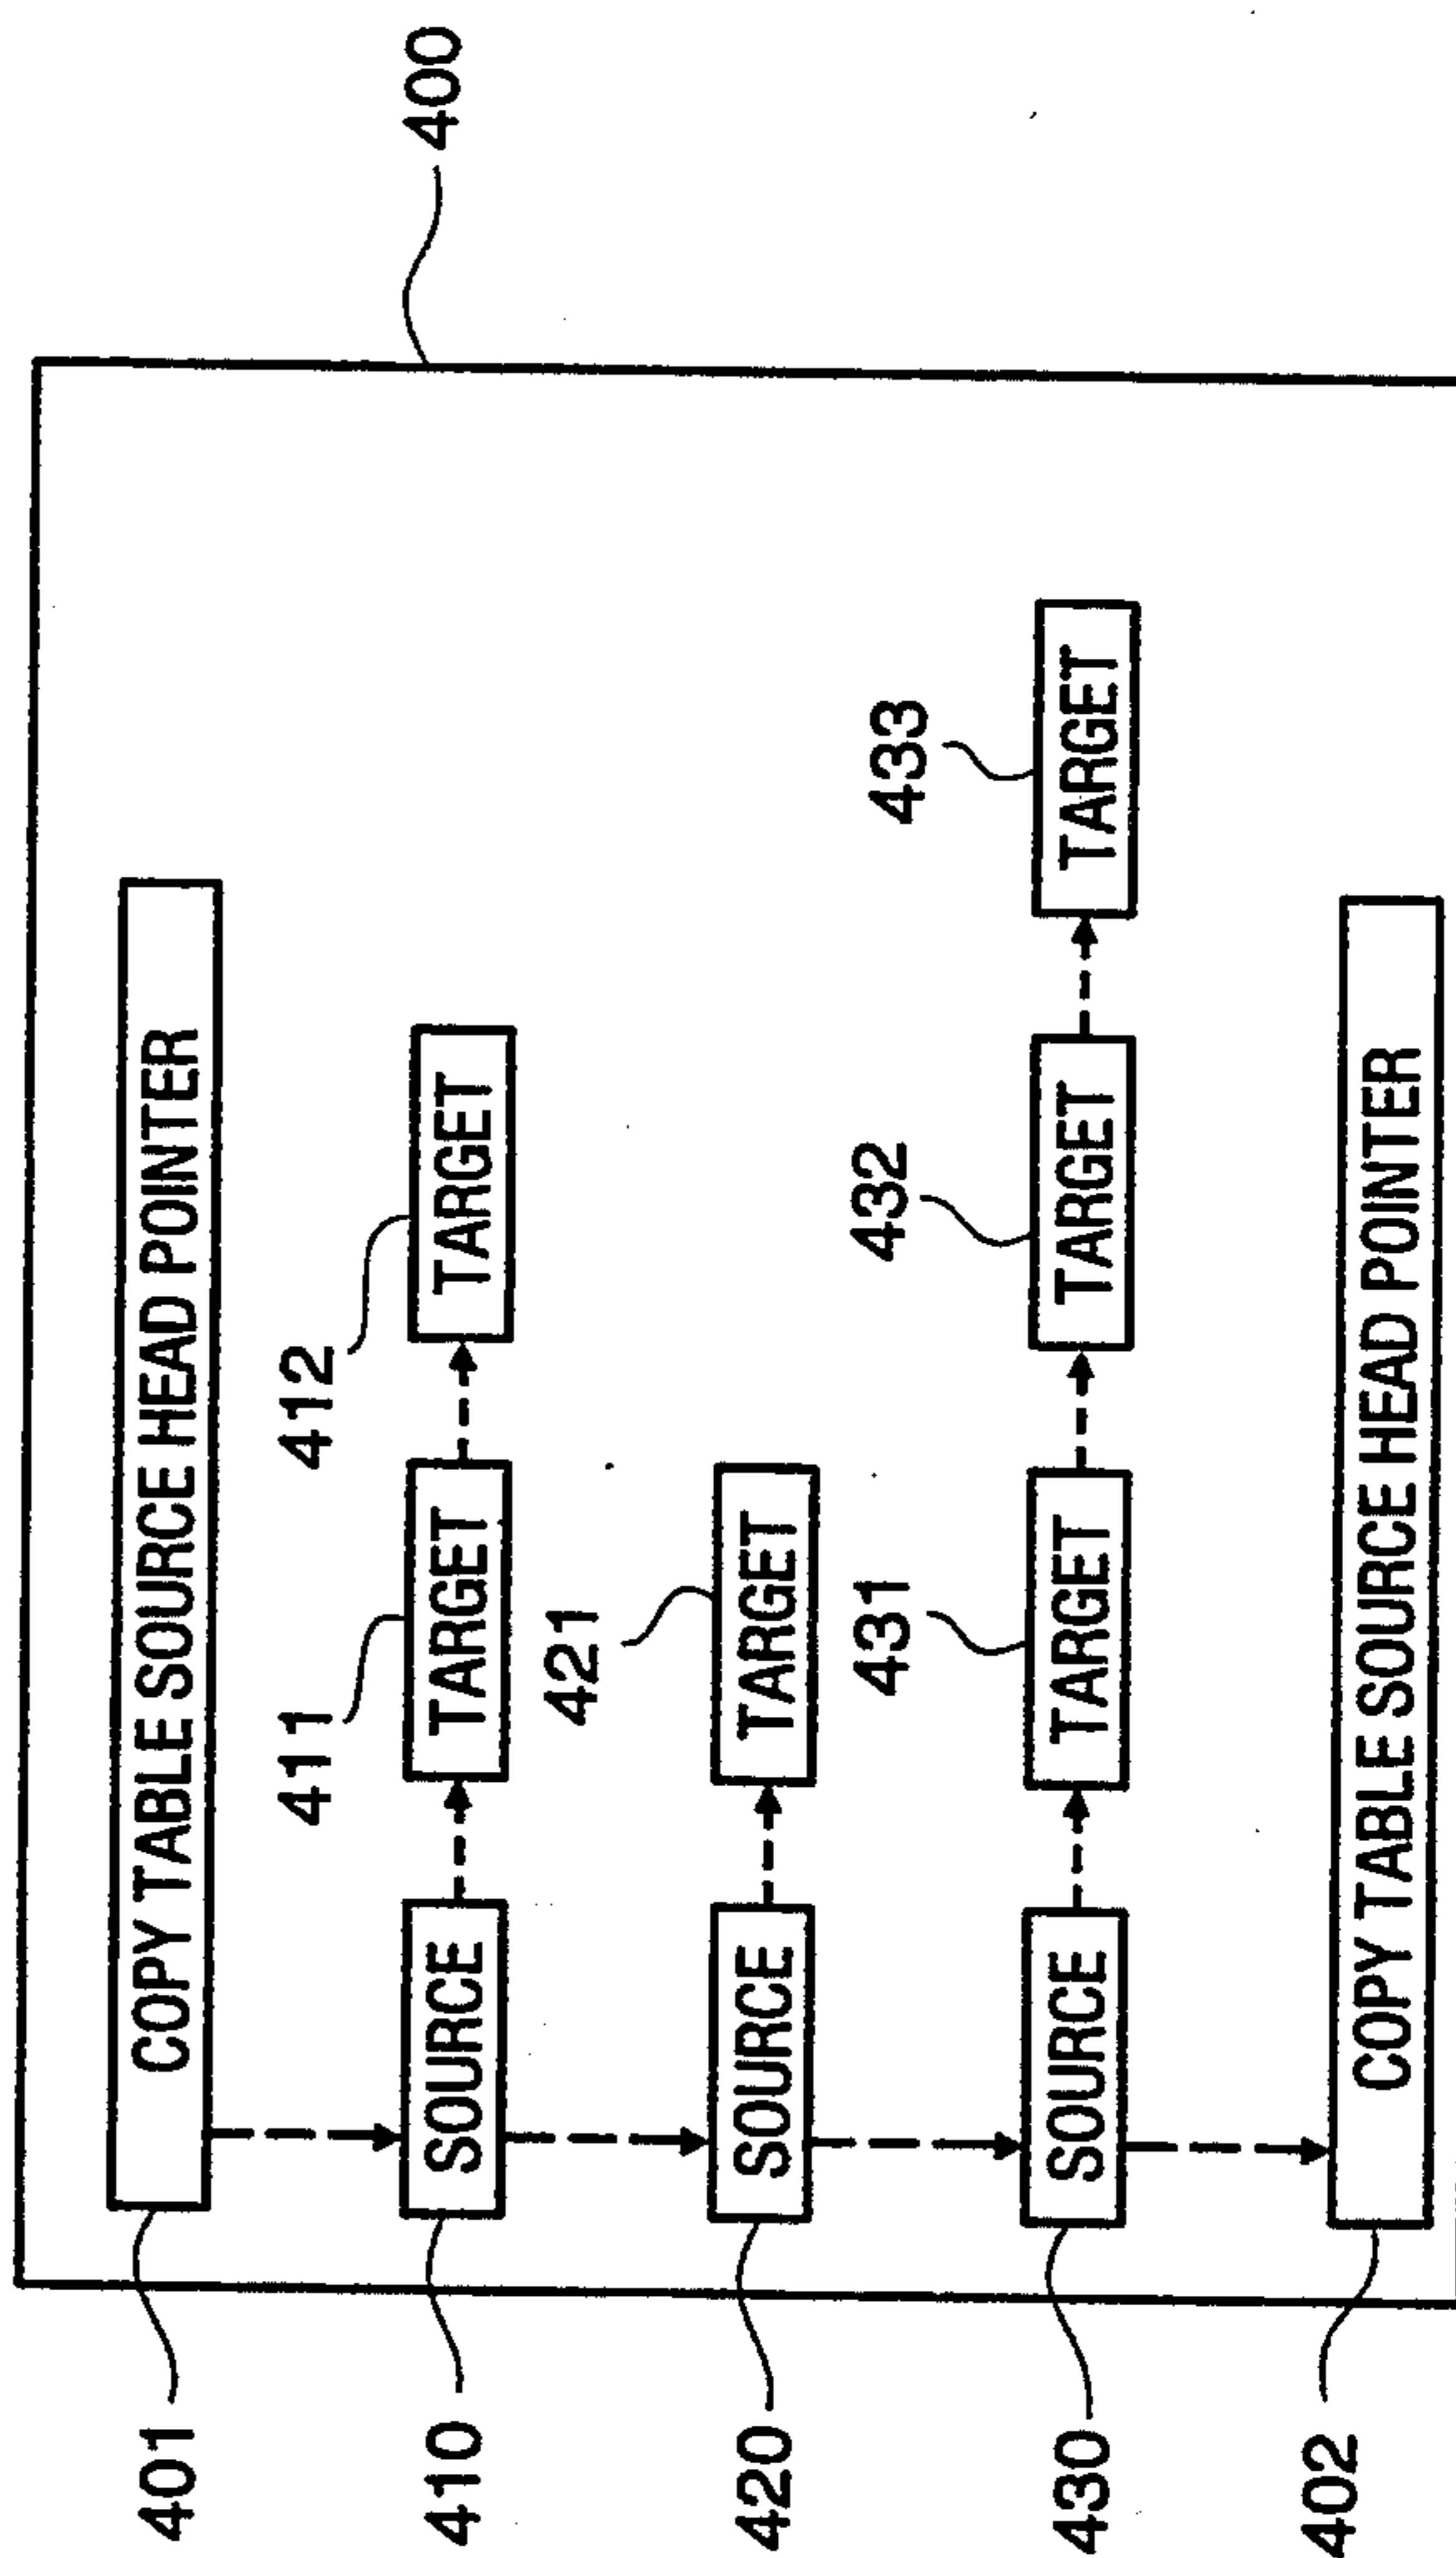 400
401
COPY TABLE SOURCE HEAD POINTER
411
412
410
SOURCE
TARGET
TARGET
421
420
SOURCE
TARGET
431
432
433
430
SOURCE
TARGET
TARGET
TARGET
402
COPY TABLE SOURCE HEAD POINTER